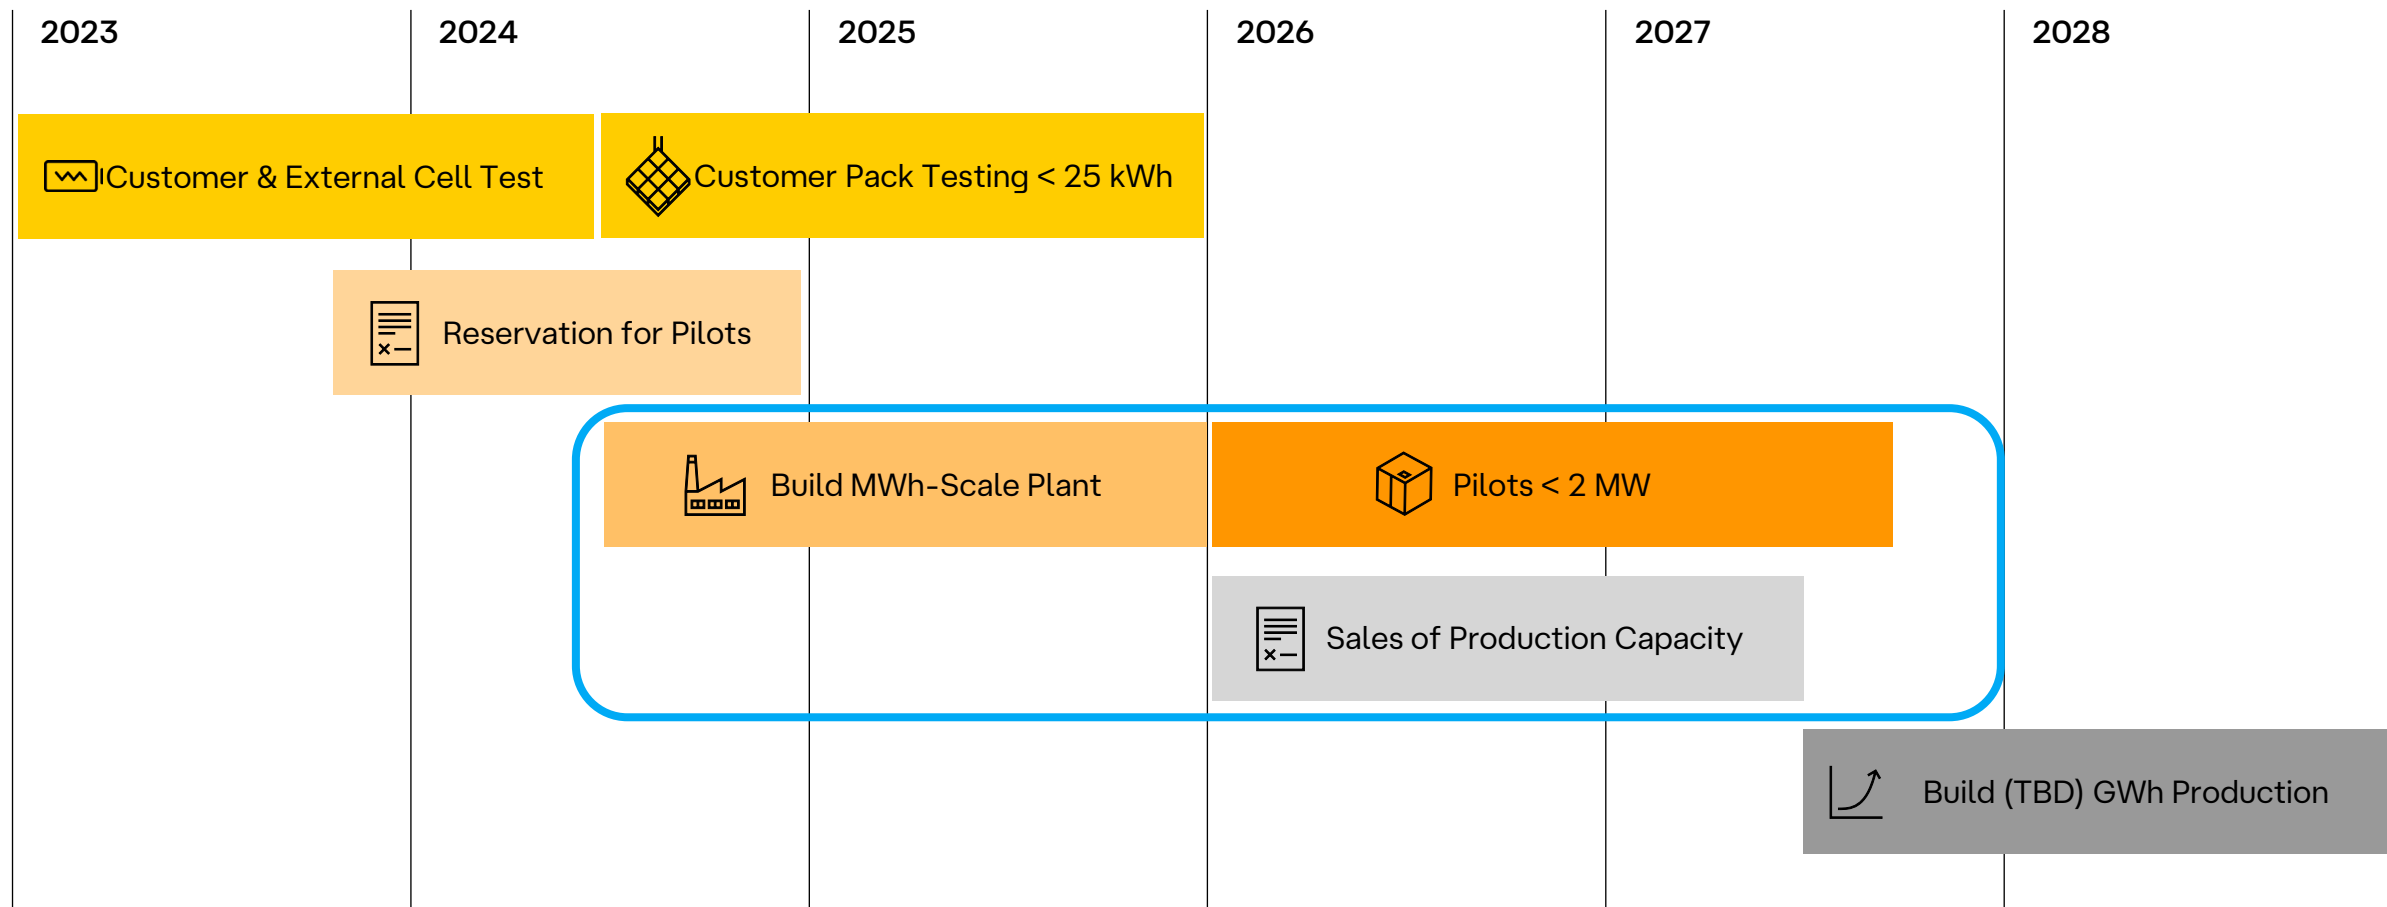 2023
2024
2025
2026
2027
2028
Customer & External Cell Test
Customer Pack Testing < 25 kWh
Reservation for Pilots
Build MWh-Scale Plant
Pilots < 2 MW
Sales of Production Capacity
Build (TBD) GWh Production